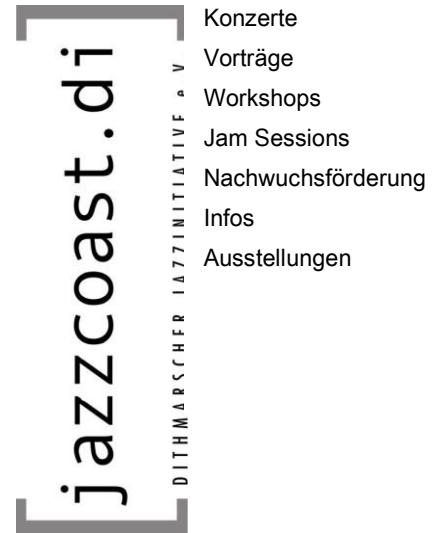 jazzcoast.di
DITHMARSCHER JAZZINITIATIVE e.V.
Konzerte
Vorträge
Workshops
Jam Sessions
Nachwuchsförderung
Infos
Ausstellungen